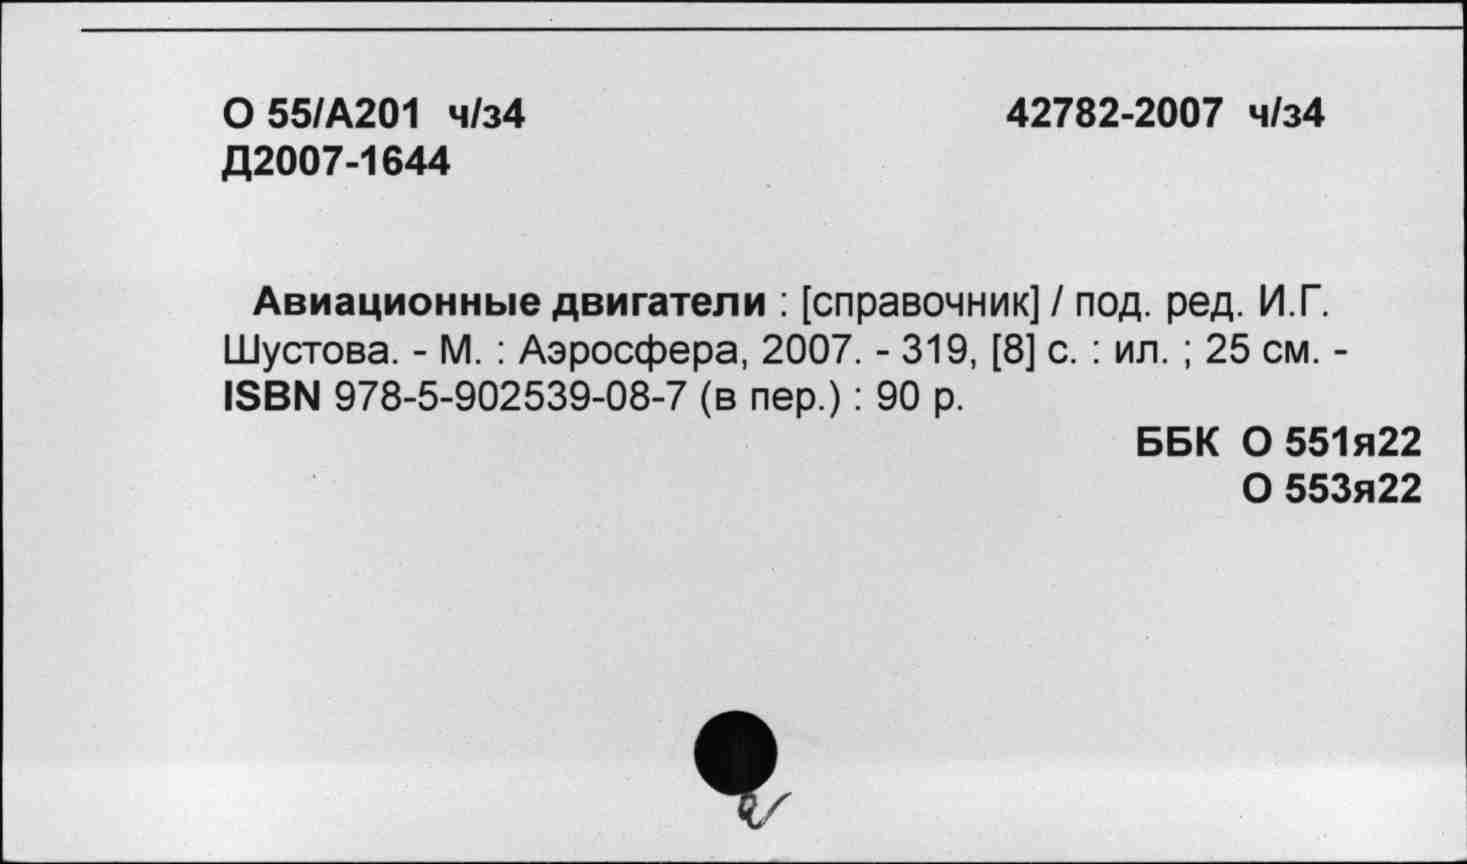 О 55/А201 ч/з4 42782-2007 ч/з4
Д2007-1644
Авиационные двигатели : [справочник] / под. ред. И.Г.
Шустова. - М. : Аэросфера, 2007. - 319, [8] с. : ил. ; 25 см. -
ISBN 978-5-902539-08-7 (в пер.) : 90 р.
ББК О 551я22
О 553я22